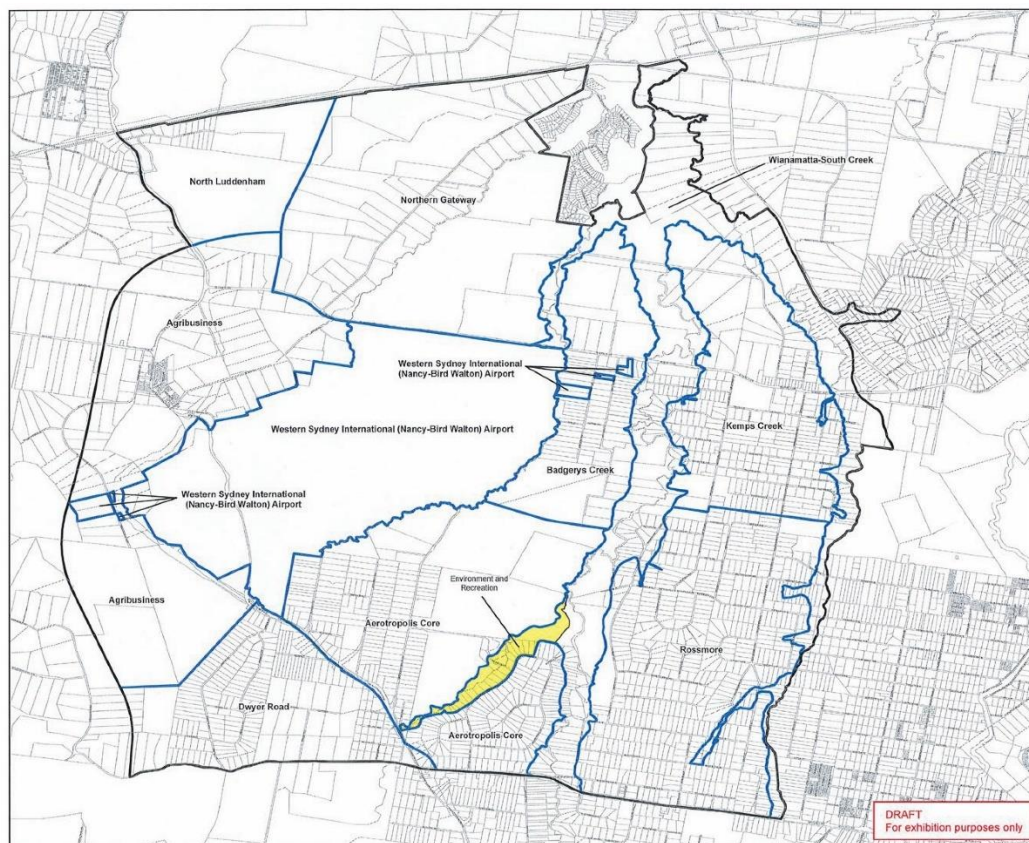 North Luddenham
Northern Gateway
Wianamatta-South Creek
Agribusiness
Western Sydney International
(Nancy-Bird Walton) Airport
Western Sydney International (Nancy-Bird Walton) Airport
Kemps Creek
Badgerys Creek
Western Sydney International
(Nancy-Bird Walton) Airport
Environment and
Recreation
Agribusiness
Aerotropolis Core
Rossmore
Dwyer Road
Aerotropolis Core
DRAFT
For exhibition purposes only